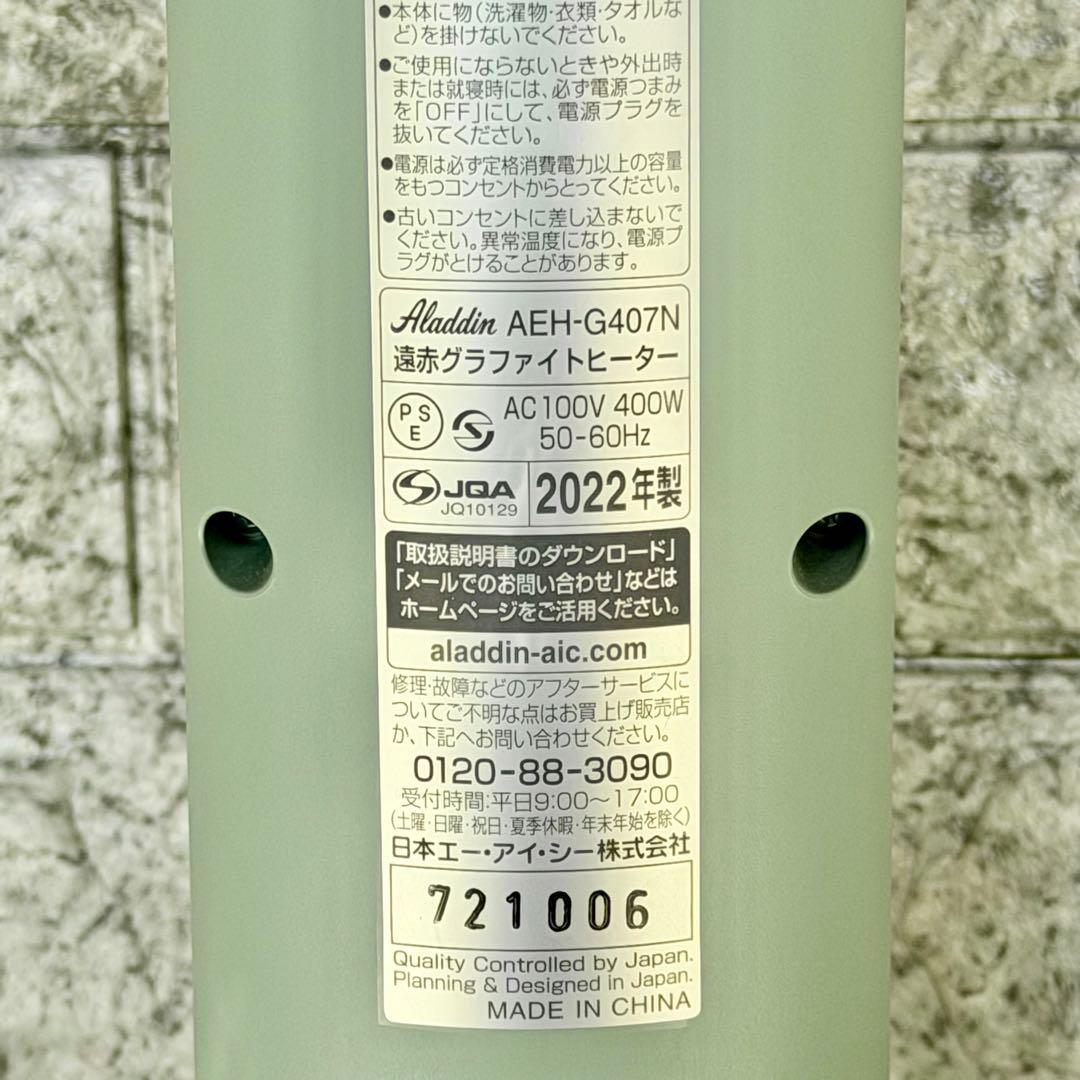 ●本体に物(洗濯物・衣類・タオルな
ど)を掛けないでください。
●ご使用にならないときや外出時
または就寝時には、必ず電源つまみ
を「OFF」にして、電源プラグを
抜いてください。
●電源は必ず定格消費電力以上の容量
をもつコンセントからとってください。
●古いコンセントに差し込まないで
ください。異常温度になり、電源プ
ラグがとけることがあります。
Aladdin AEH-G407N
遠赤グラファイトヒーター
PSE S AC100V 400W
50-60Hz
JQA
JQ10129
2022年製
「取扱説明書のダウンロード」
「メールでのお問い合わせ」などは
ホームページをご活用ください。
aladdin-aic.com
修理・故障などのアフターサービスに
ついてご不明な点はお買上げ販売店
か、下記へお問い合わせください。
0120-88-3090
受付時間:平日9:00〜17:00
(土曜・日曜・祝日・夏季休暇・年末年始を除く)
日本エー・アイ・シー株式会社
721006
Quality Controlled by Japan.
Planning & Designed in Japan.
MADE IN CHINA